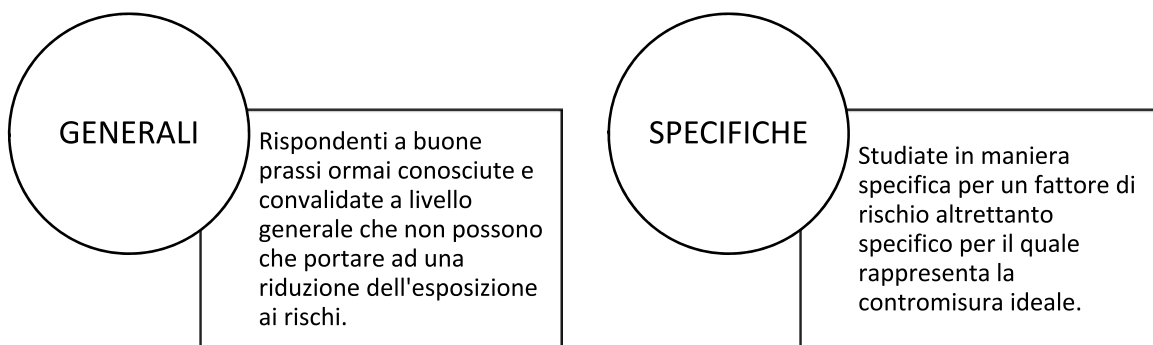 GENERALI
Rispondenti a buone
prassi ormai conosciute e
convalidate a livello
generale che non possono
che portare ad una
riduzione dell'esposizione
ai rischi.
SPECIFICHE
Studiate in maniera
specifica per un fattore di
rischio altrettanto
specifico per il quale
rappresenta la
contromisura ideale.